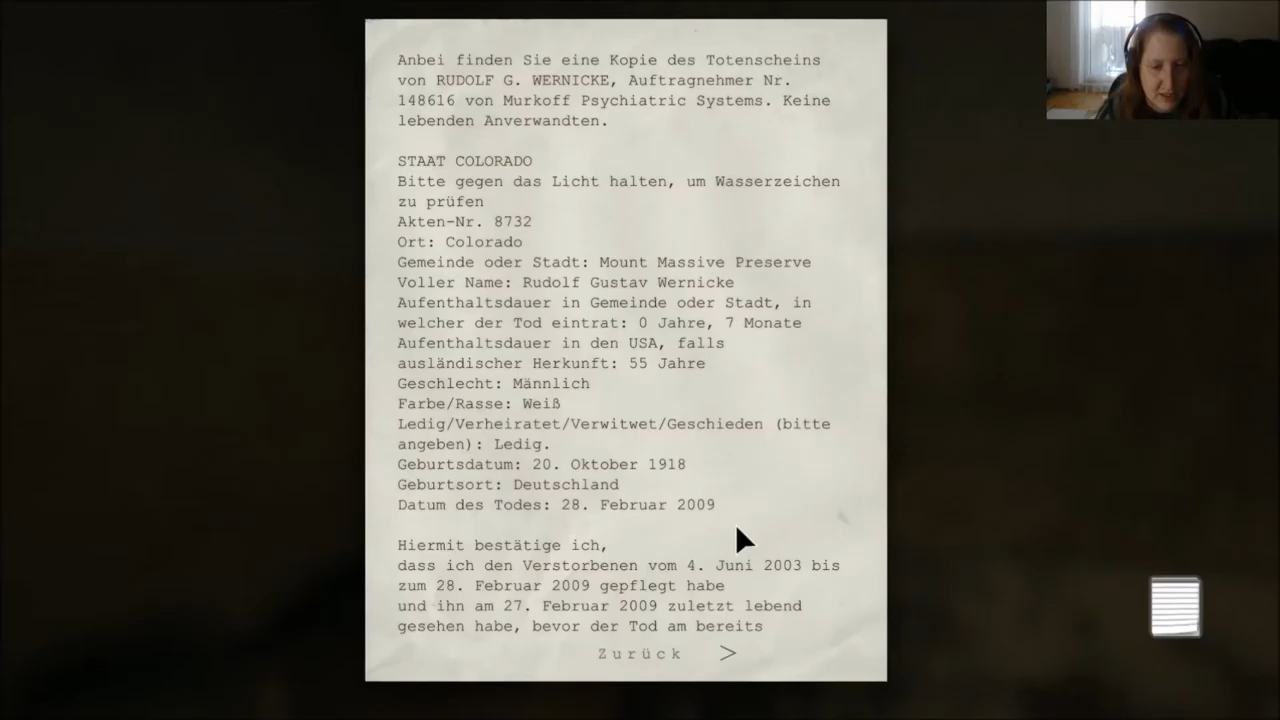 Anbei finden Sie eine Kopie des Totenscheins
von RUDOLF G. WERNICKE, Auftragnehmer Nr.
148616 von Murkoff Psychiatric Systems. Keine
lebenden Anverwandten.
STAAT COLORADO
Bitte gegen das Licht halten, um Wasserzeichen
zu prüfen
Akten-Nr. 8732
Ort: Colorado
Gemeinde oder Stadt: Mount Massive Preserve
Voller Name: Rudolf Gustav Wernicke
Aufenthaltsdauer in Gemeinde oder Stadt, in
welcher der Tod eintrat: 0 Jahre, 7 Monate
Aufenthaltsdauer in den USA, falls
ausländischer Herkunft: 55 Jahre
Geschlecht: Männlich
Farbe/Rasse: Weiß
Ledig/Verheiratet/Verwitwet/Geschieden (bitte
angeben): Ledig.
Geburtsdatum: 20. Oktober 1918
Geburtsort: Deutschland
Datum des Todes: 28. Februar 2009
Hiermit bestätige ich,
dass ich den Verstorbenen vom 4. Juni 2003 bis
zum 28. Februar 2009 gepflegt habe
und ihn am 27. Februar 2009 zuletzt lebend
gesehen habe, bevor der Tod am bereits
Zurück >